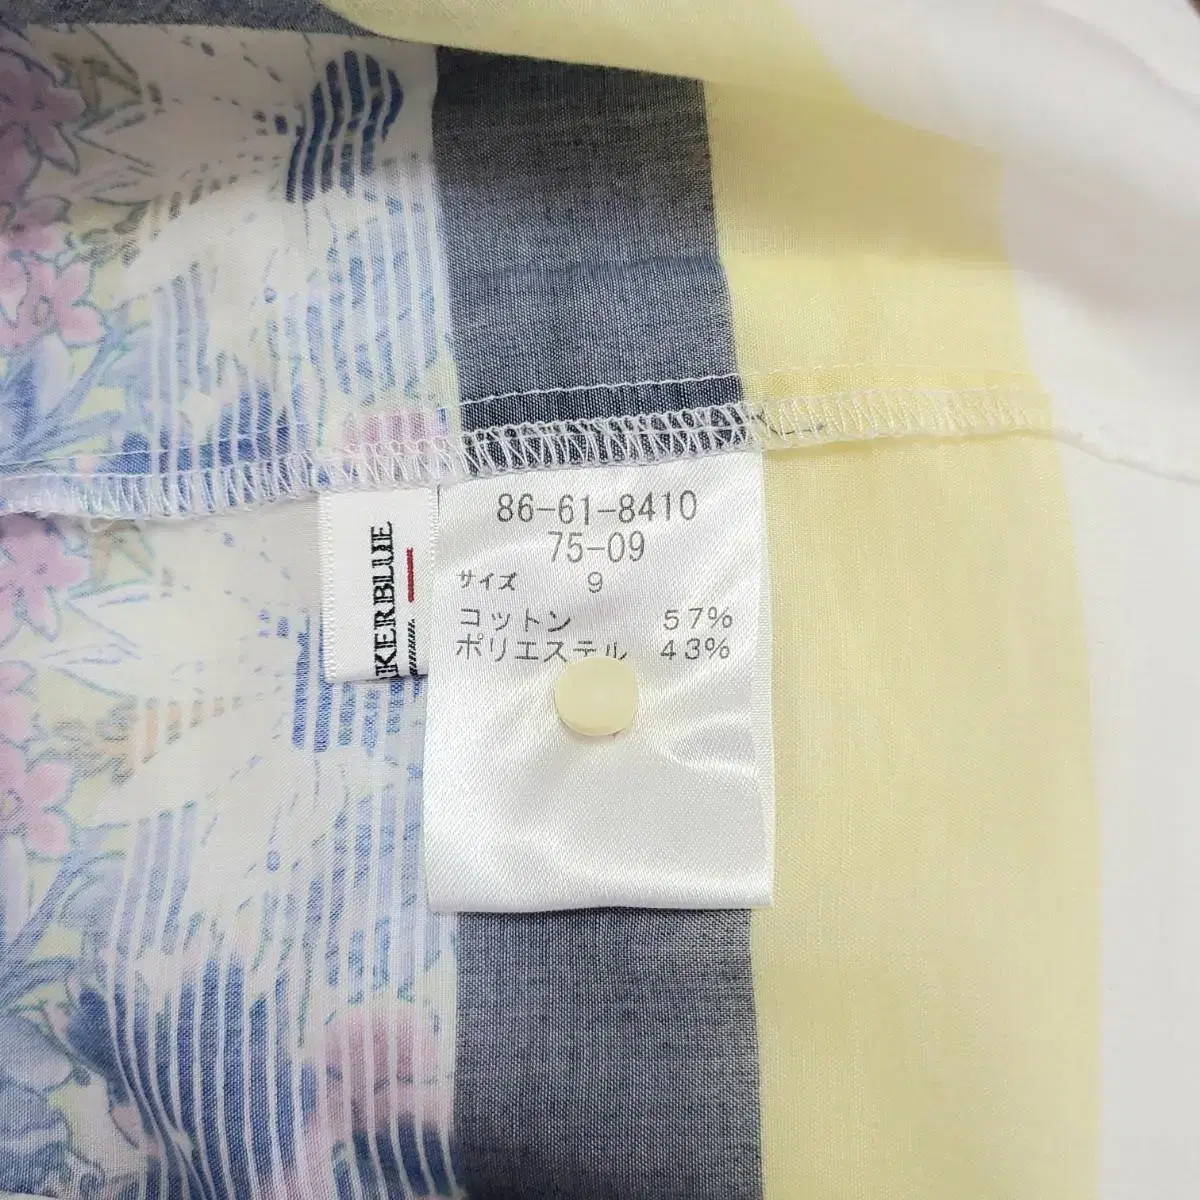 86-61-8410
75-09
サイズ 9
コットン 57%
ポリエステル 43%
KERBLUE